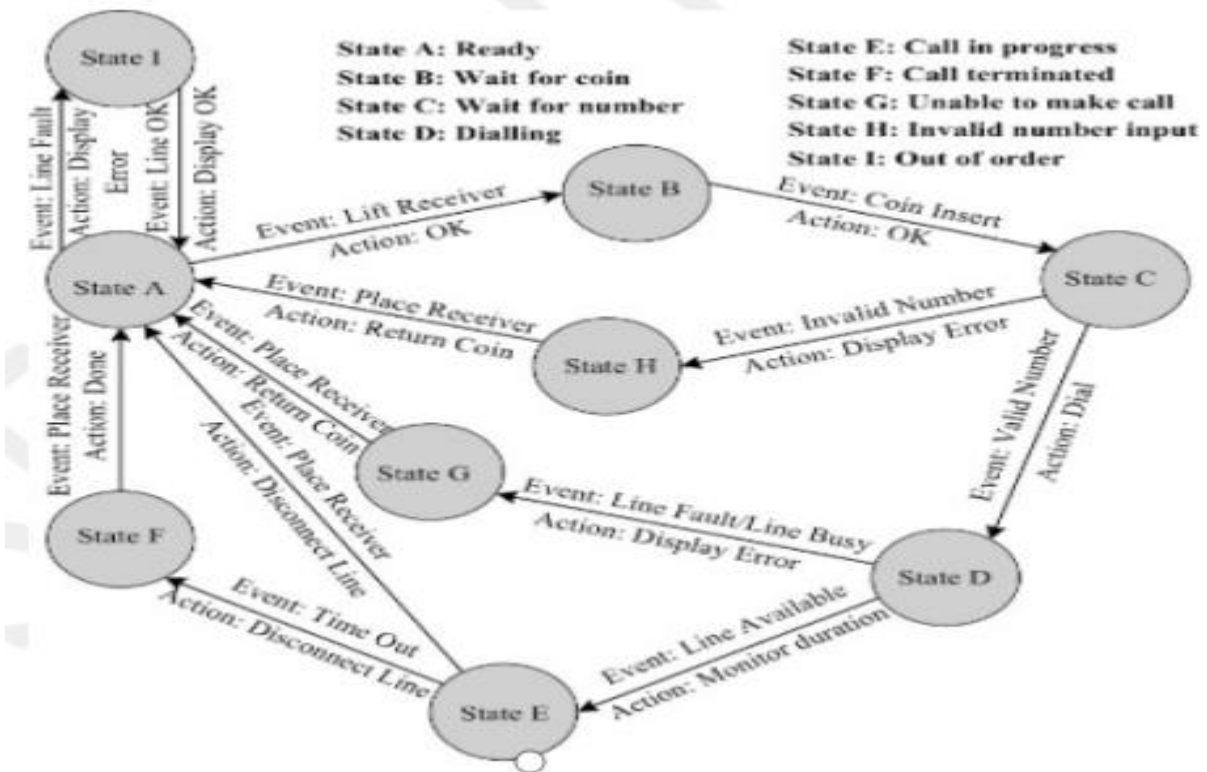 State A: Ready
State B: Wait for coin
State C: Wait for number
State D: Dialling
State E: Call in progress
State F: Call terminated
State G: Unable to make call
State H: Invalid number input
State I: Out of order
State I
Event: Line Fault
Action: Display
Error
Event: Line OK
Action: Display OK
State B
Event: Lift Receiver
Action: OK
Event: Coin Insert
Action: OK
State A
State C
Event: Place Receiver
Action: Return Coin
State H
Event: Invalid Number
Action: Display Error
Event: Valid Number
Action: Dial
Event: Place Receiver
Action: Done
Event: Place Receiver
Action: Return Coin
Event: Place Receiver
Action: Disconnect Line
State G
Event: Line Fault/Line Busy
Action: Display Error
State F
State D
Event: Time Out
Action: Disconnect Line
Event: Line Available
Action: Monitor duration
State E